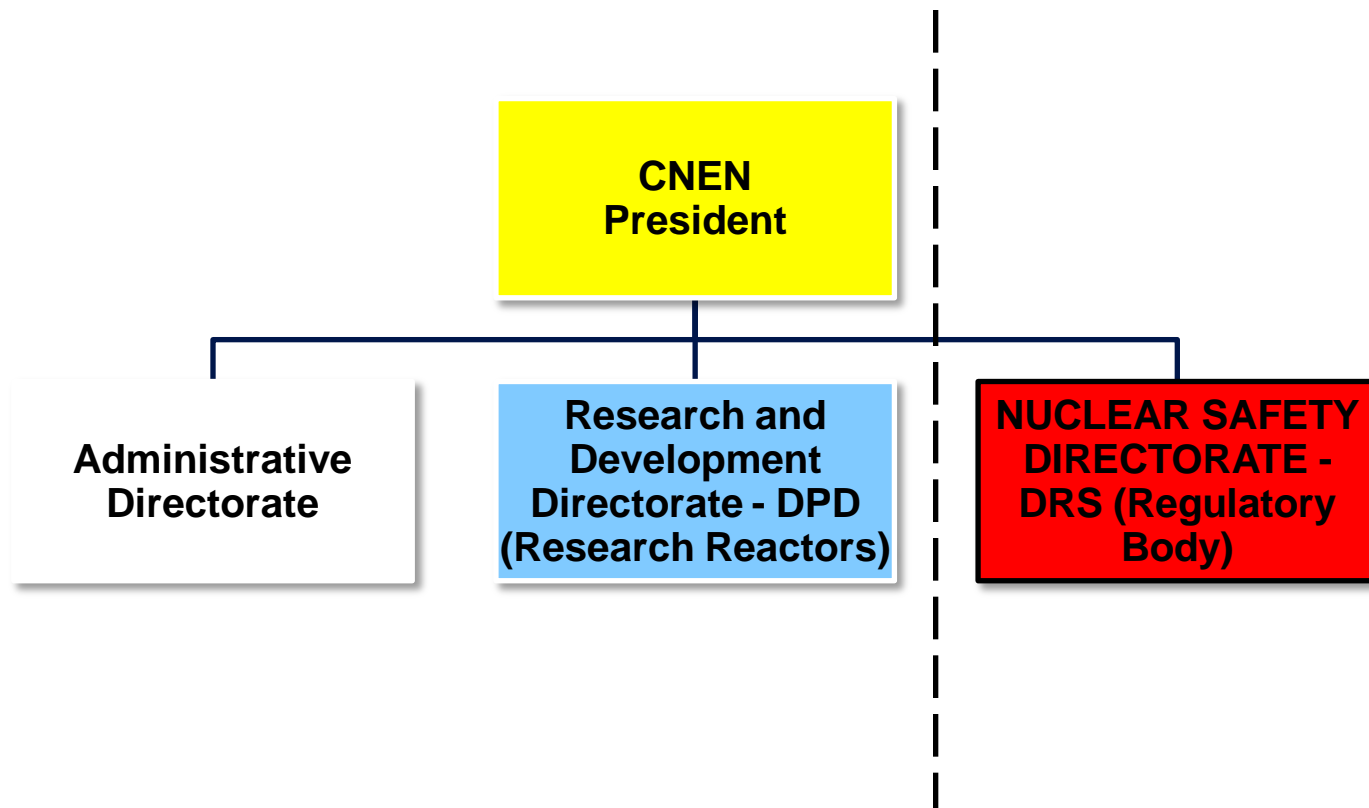 CNEN
President
Administrative
Directorate
Research and
Development
Directorate - DPD
(Research Reactors)
NUCLEAR SAFETY
DIRECTORATE -
DRS (Regulatory
Body)